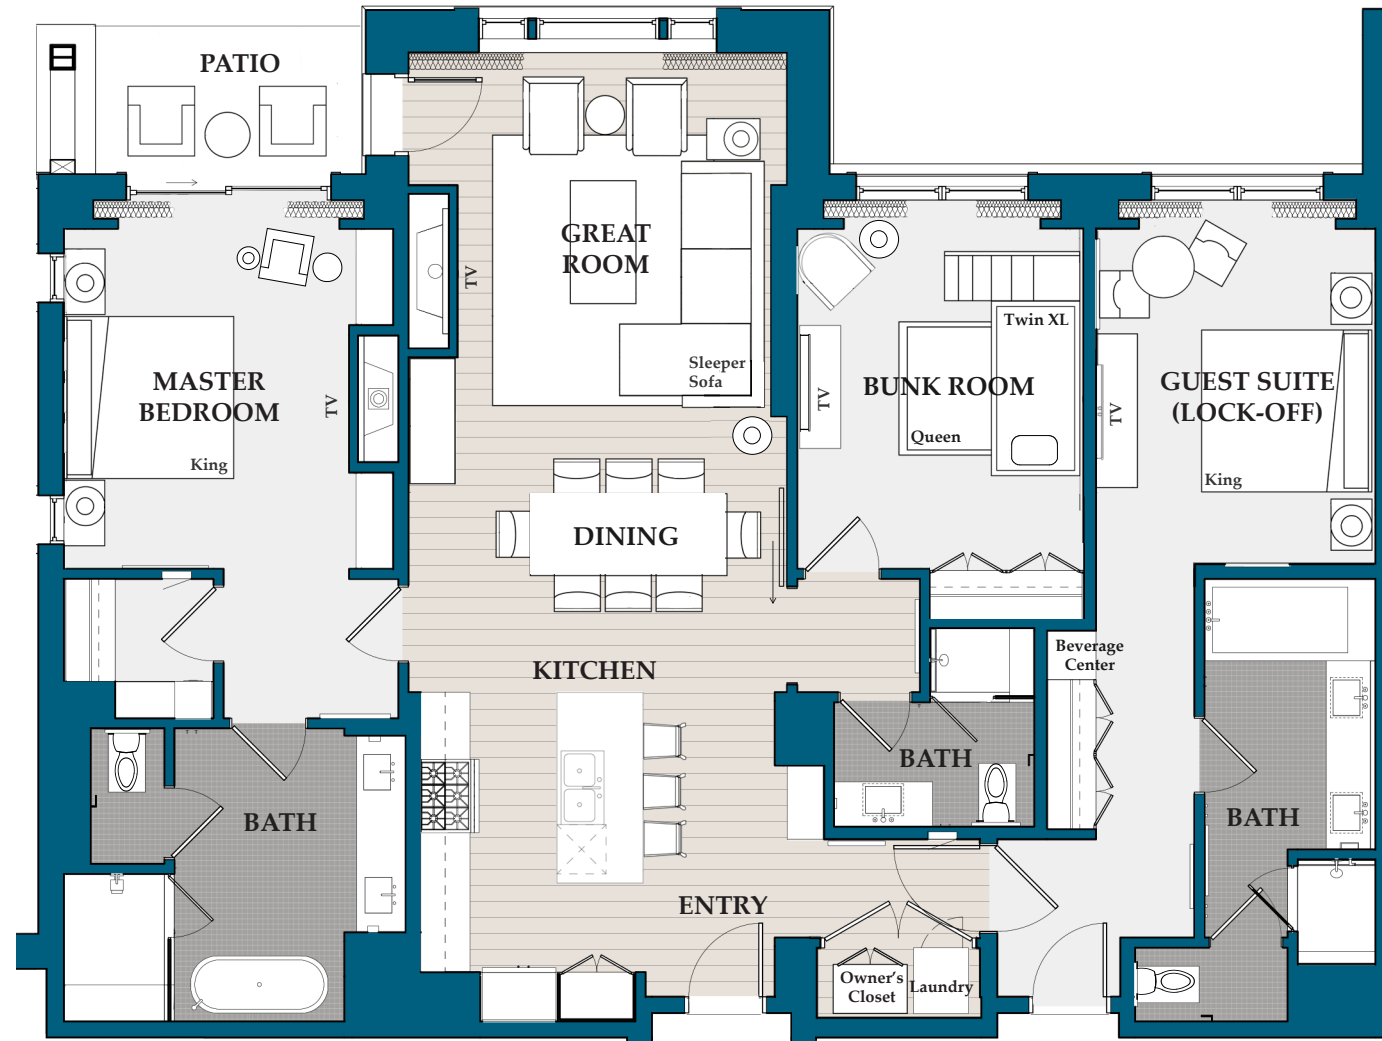 PATIO
GREAT
ROOM
TV
Sleeper
Sofa
MASTER
BEDROOM
TV
King
BUNK ROOM
Twin XL
TV
Queen
GUEST SUITE
(LOCK-OFF)
TV
King
DINING
KITCHEN
Beverage
Center
BATH
BATH
BATH
ENTRY
Owner's
Closet
Laundry